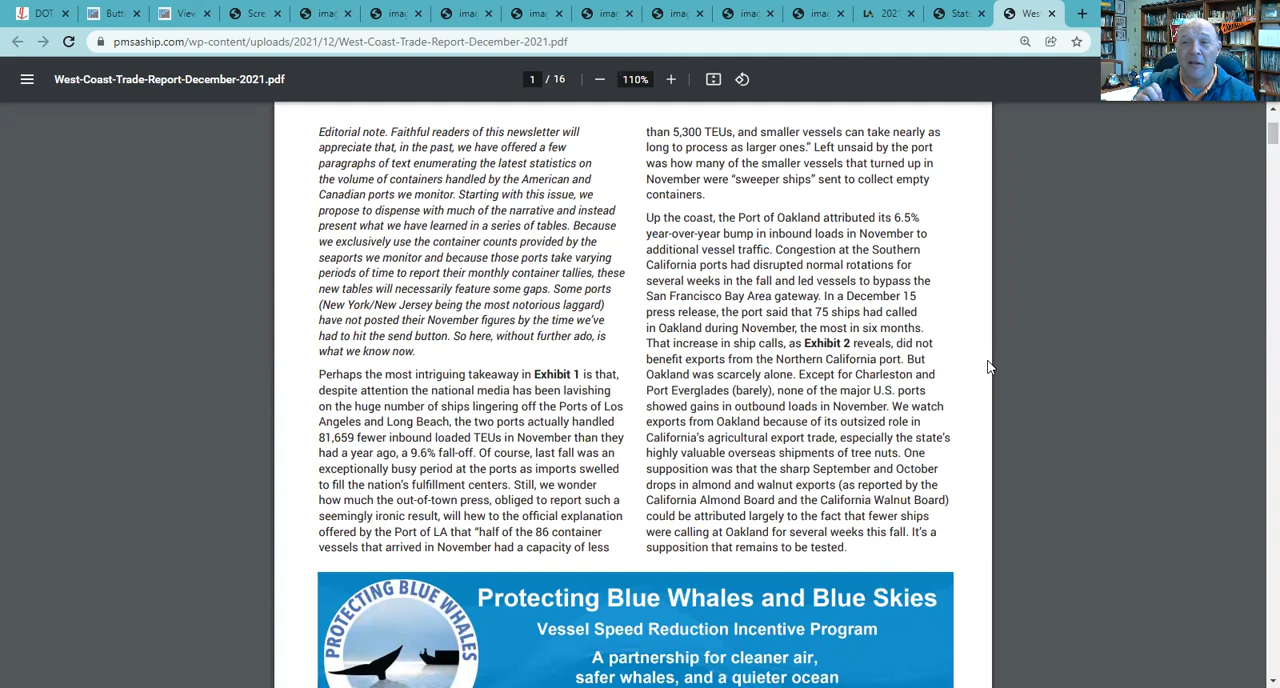 DOT
Butt
View
Scre
imag
imag
imag
imag
imag
imag
imag
imag
LA
2021
Stati
Wes
pmsaship.com/wp-content/uploads/2021/12/West-Coast-Trade-Report-December-2021.pdf
West-Coast-Trade-Report-December-2021.pdf
1 / 16
110%
Editorial note. Faithful readers of this newsletter will
appreciate that, in the past, we have offered a few
paragraphs of text enumerating the latest statistics on
the volume of containers handled by the American and
Canadian ports we monitor. Starting with this issue, we
propose to dispense with much of the narrative and instead
present what we have learned in a series of tables. Because
we exclusively use the container counts provided by the
seaports we monitor and because those ports take varying
periods of time to report their monthly container tallies, these
new tables will necessarily feature some gaps. Some ports
(New York/New Jersey being the most notorious laggard)
have not posted their November figures by the time we've
had to hit the send button. So here, without further ado, is
what we know now.
Perhaps the most intriguing takeaway in Exhibit 1 is that,
despite attention the national media has been lavishing
on the huge number of ships lingering off the Ports of Los
Angeles and Long Beach, the two ports actually handled
81,659 fewer inbound loaded TEUs in November than they
had a year ago, a 9.6% fall-off. Of course, last fall was an
exceptionally busy period at the ports as imports swelled
to fill the nation's fulfillment centers. Still, we wonder
how much the out-of-town press, obliged to report such a
seemingly ironic result, will hew to the official explanation
offered by the Port of LA that “half of the 86 container
vessels that arrived in November had a capacity of less
than 5,300 TEUs, and smaller vessels can take nearly as
long to process as larger ones.” Left unsaid by the port
was how many of the smaller vessels that turned up in
November were “sweeper ships” sent to collect empty
containers.
Up the coast, the Port of Oakland attributed its 6.5%
year-over-year bump in inbound loads in November to
additional vessel traffic. Congestion at the Southern
California ports had disrupted normal rotations for
several weeks in the fall and led vessels to bypass the
San Francisco Bay Area gateway. In a December 15
press release, the port said that 75 ships had called
in Oakland during November, the most in six months.
That increase in ship calls, as Exhibit 2 reveals, did not
benefit exports from the Northern California port. But
Oakland was scarcely alone. Except for Charleston and
Port Everglades (barely), none of the major U.S. ports
showed gains in outbound loads in November. We watch
exports from Oakland because of its outsized role in
California's agricultural export trade, especially the state's
highly valuable overseas shipments of tree nuts. One
supposition was that the sharp September and October
drops in almond and walnut exports (as reported by the
California Almond Board and the California Walnut Board)
could be attributed largely to the fact that fewer ships
were calling at Oakland for several weeks this fall. It's a
supposition that remains to be tested.
PROTECTING BLUE WHALES
Protecting Blue Whales and Blue Skies
Vessel Speed Reduction Incentive Program
A partnership for cleaner air,
safer whales, and a quieter ocean